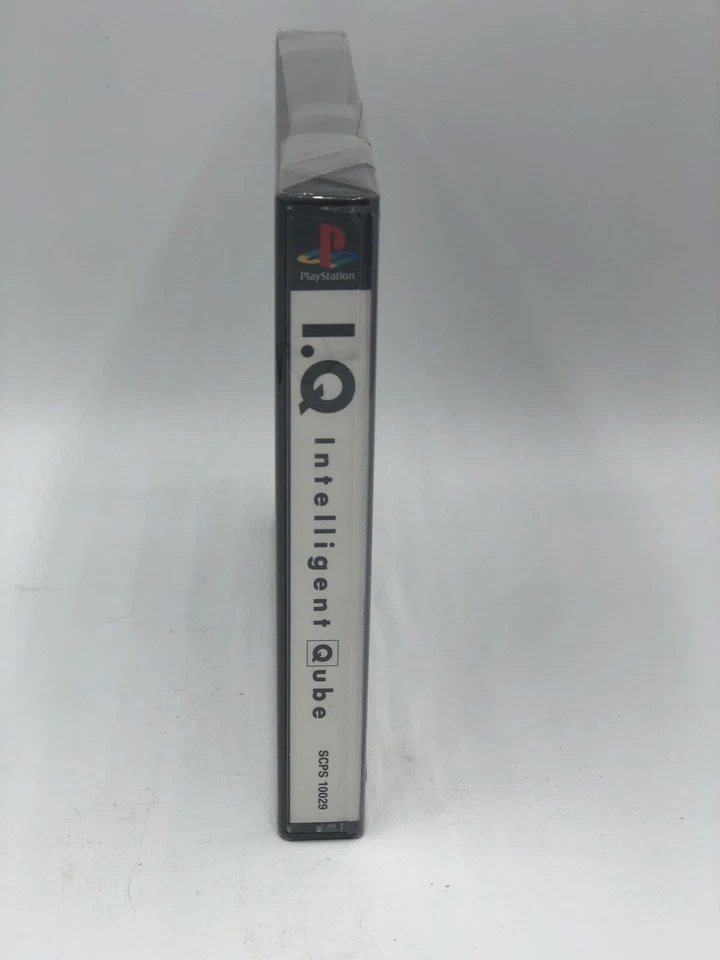 PlayStation
I.Q
Intelligent Qube
SCPS 10029